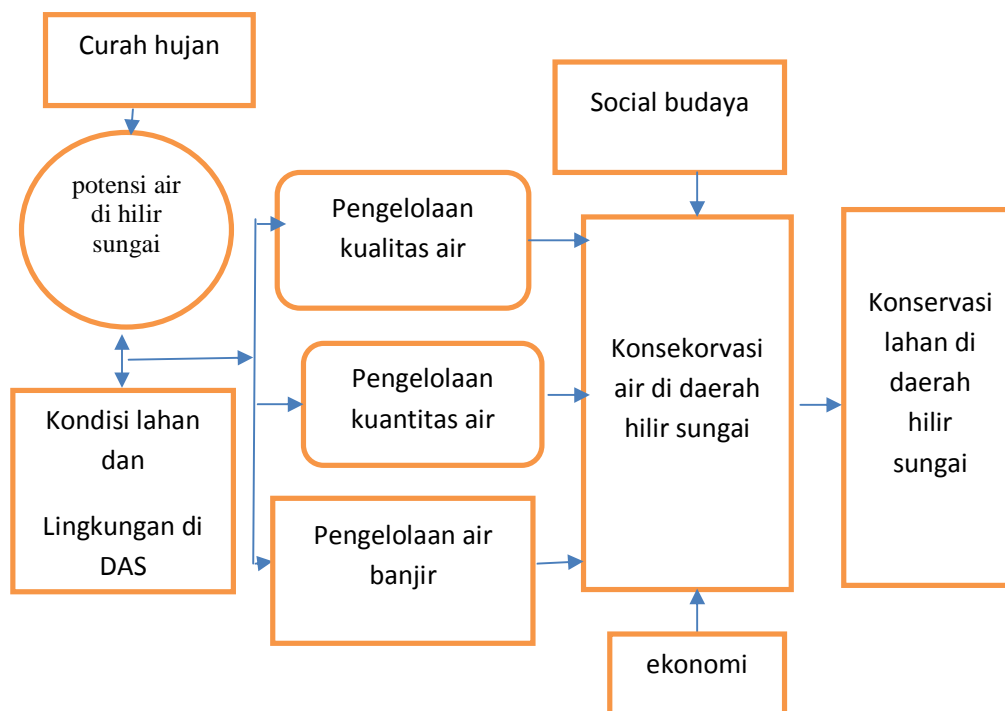 Curah hujan
potensi air
di hilir
sungai
Kondisi lahan
dan
Lingkungan di
DAS
Pengelolaan
kualitas air
Pengelolaan
kuantitas air
Pengelolaan air
banjir
Social budaya
Konsekorvasi
air di daerah
hilir sungai
ekonomi
Konservasi
lahan di
daerah
hilir
sungai